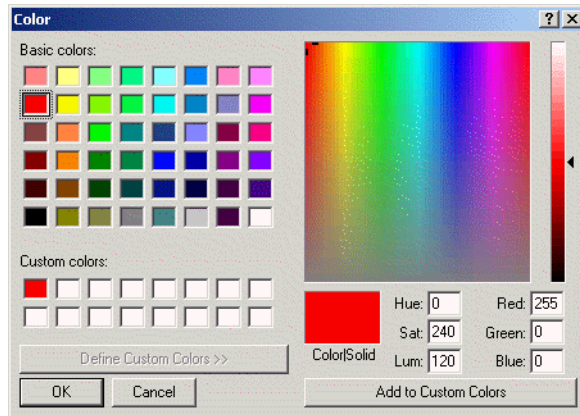 Color
Basic colors:
Custom colors:
Define Custom Colors >>
OK
Cancel
Color|Solid
Hue: 0
Sat: 240
Lum: 120
Red: 255
Green: 0
Blue: 0
Add to Custom Colors